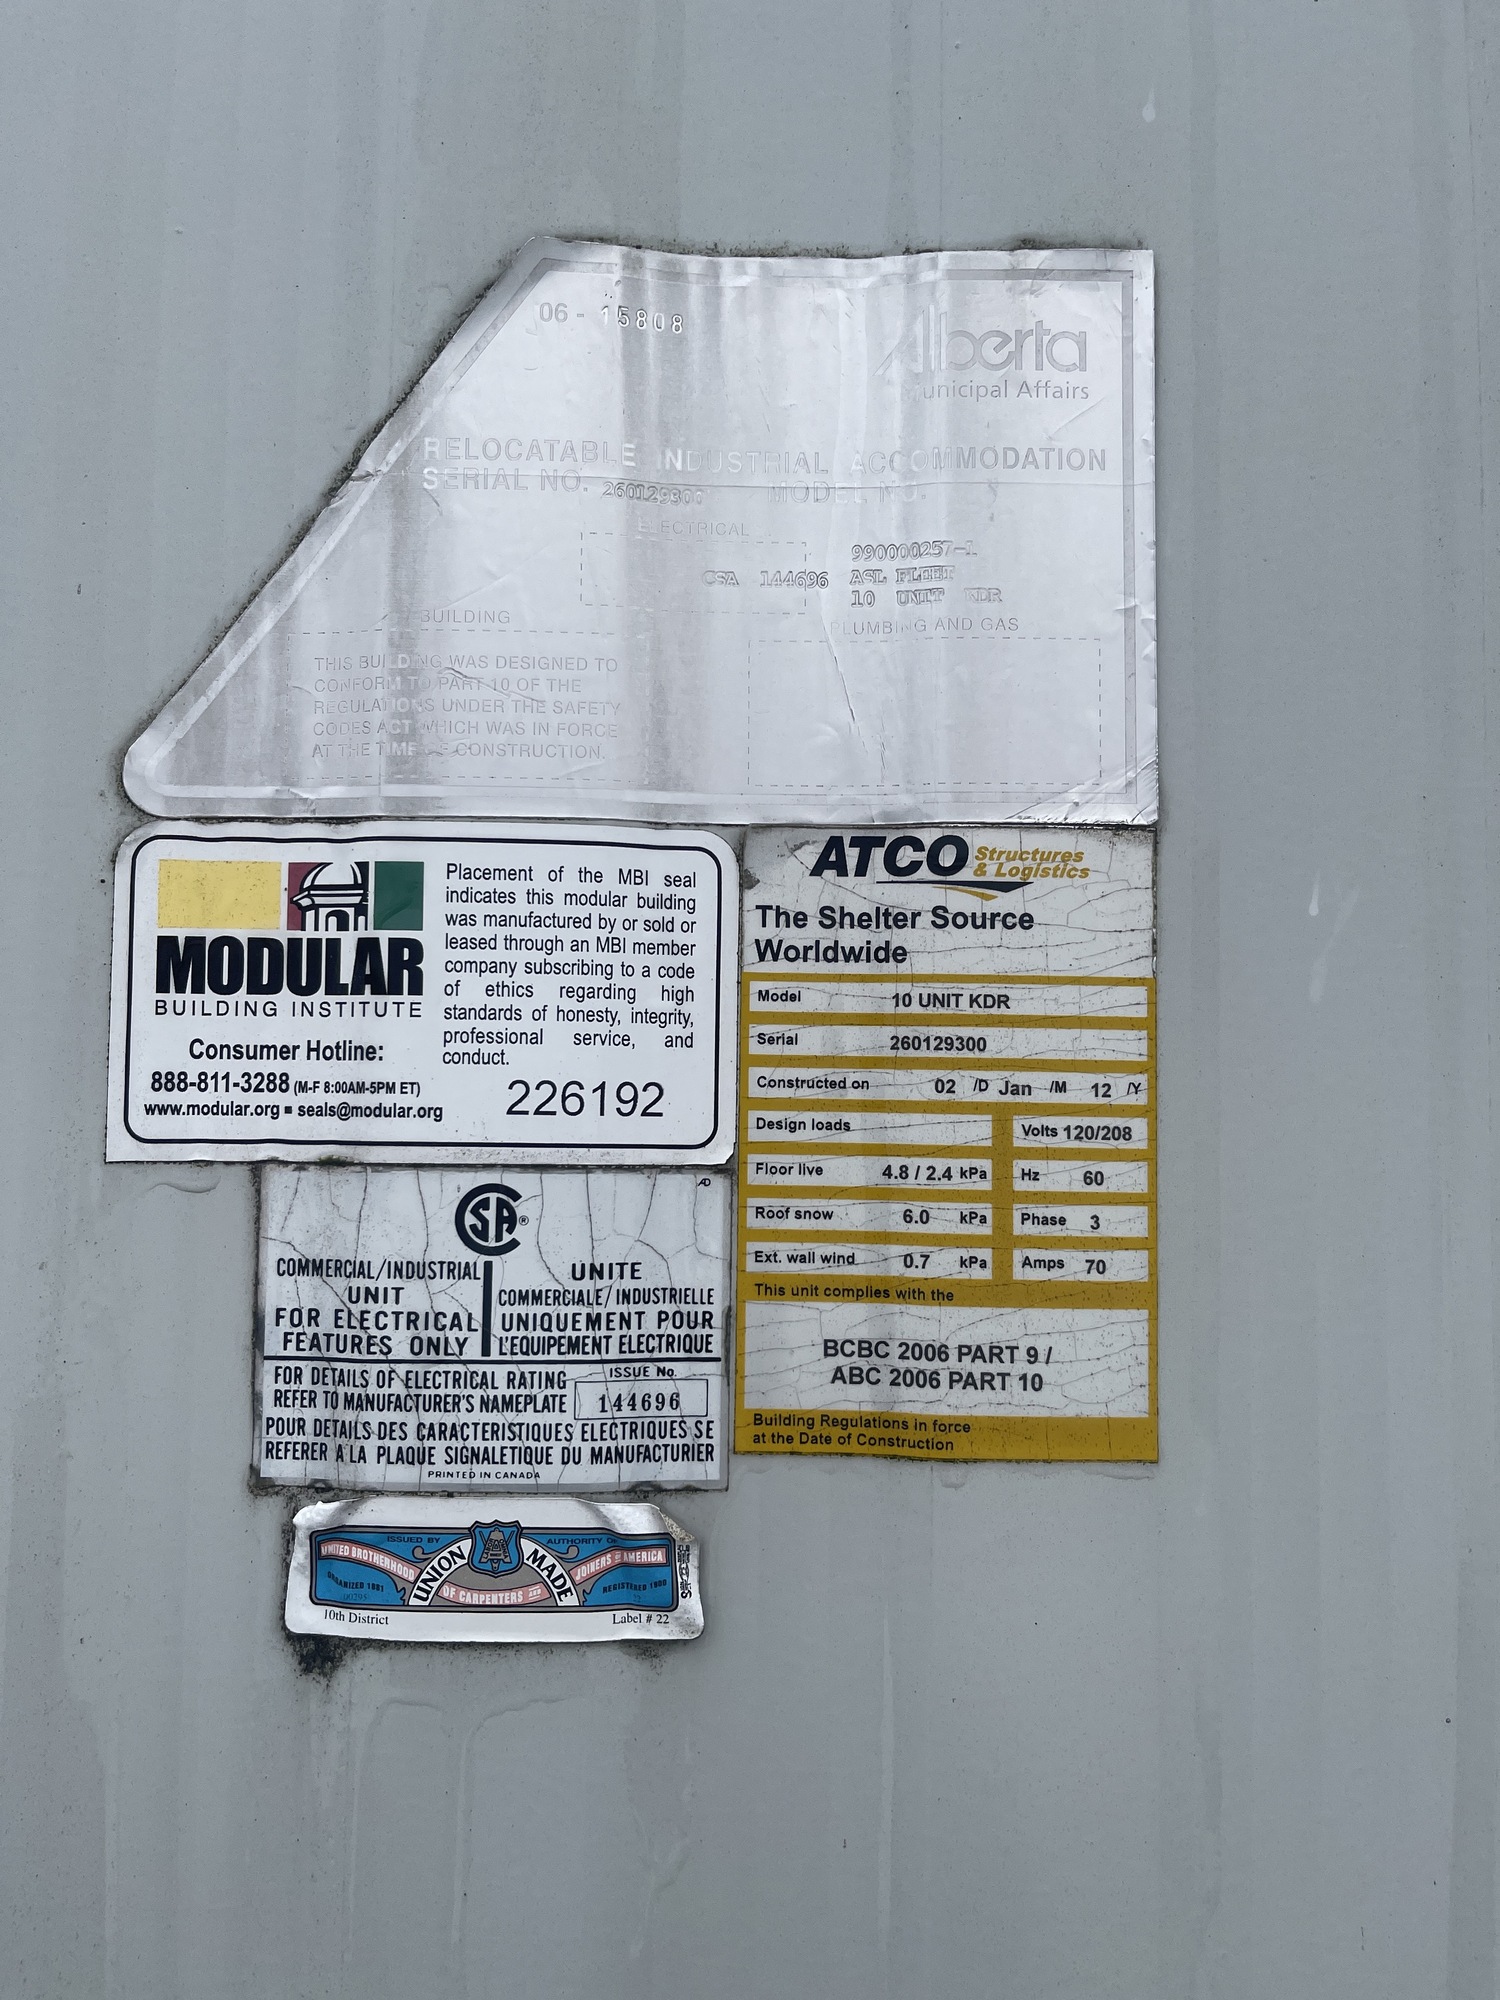 06 - 15808
Alberta
Municipal Affairs
RELOCATABLE INDUSTRIAL ACCOMMODATION
SERIAL NO. 260129300 MODEL NO.
ELECTRICAL
990000257-1
CSA 144696 ASL FLEET
10 UNIT KDR
BUILDING
PLUMBING AND GAS
THIS BUILDING WAS DESIGNED TO
CONFORM TO PART 10 OF THE
REGULATIONS UNDER THE SAFETY
CODES ACT WHICH WAS IN FORCE
AT THE TIME OF CONSTRUCTION.
MODULAR
BUILDING INSTITUTE
Consumer Hotline:
888-811-3288 (M-F 8:00AM-5PM ET)
www.modular.org ▪ seals@modular.org
Placement of the MBI seal
indicates this modular building
was manufactured by or sold or
leased through an MBI member
company subscribing to a code
of ethics regarding high
standards of honesty, integrity,
professional service, and
conduct.
226192
ATCO Structures
& Logistics
The Shelter Source
Worldwide
Model 10 UNIT KDR
Serial 260129300
Constructed on 02 /D Jan /M 12 /Y
Design loads Volts 120/208
Floor live 4.8 / 2.4 kPa Hz 60
Roof snow 6.0 kPa Phase 3
Ext. wall wind 0.7 kPa Amps 70
This unit complies with the
BCBC 2006 PART 9 /
ABC 2006 PART 10
Building Regulations in force
at the Date of Construction
CSA ®
COMMERCIAL/INDUSTRIAL
UNIT
FOR ELECTRICAL
FEATURES ONLY
UNITE
COMMERCIALE/INDUSTRIELLE
UNIQUEMENT POUR
L'EQUIPEMENT ELECTRIQUE
FOR DETAILS OF ELECTRICAL RATING
REFER TO MANUFACTURER'S NAMEPLATE
ISSUE No.
144696
POUR DETAILS DES CARACTERISTIQUES ELECTRIQUES SE
REFERER A LA PLAQUE SIGNALETIQUE DU MANUFACTURIER
PRINTED IN CANADA
ISSUED BY AUTHORITY OF
UNITED BROTHERHOOD OF CARPENTERS AND JOINERS OF AMERICA
UNION MADE
ORGANIZED 1881 REGISTERED 1900
10th District Label # 22